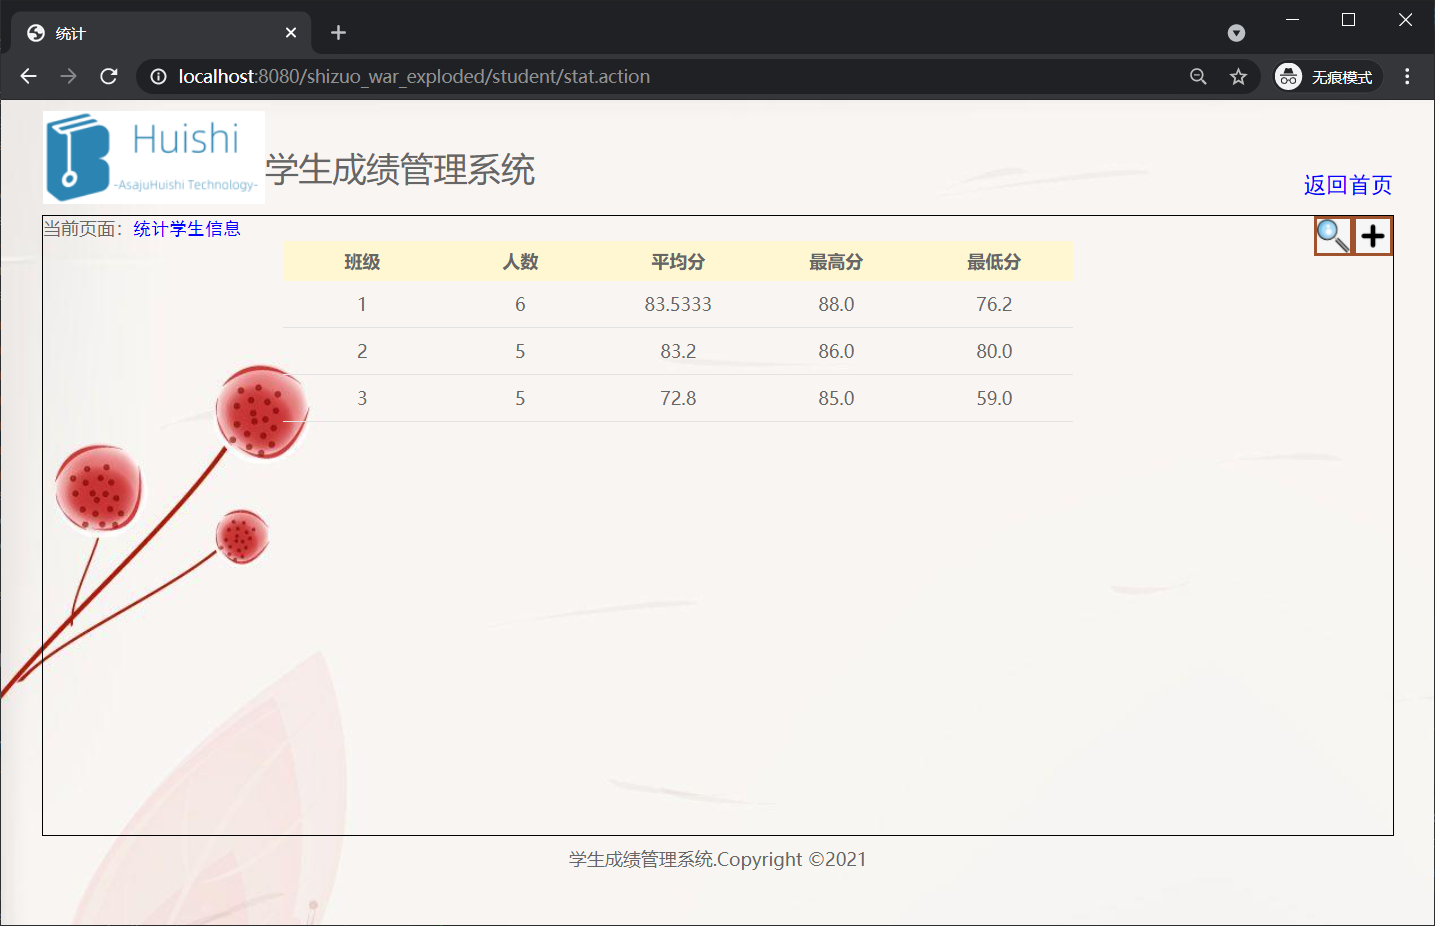 统计
localhost:8080/shizuo_war_exploded/student/stat.action
无痕模式
Huishi
-AsajuHuishi Technology-
学生成绩管理系统
返回首页
当前页面：统计学生信息
班级 人数 平均分 最高分 最低分
1 6 83.5333 88.0 76.2
2 5 83.2 86.0 80.0
3 5 72.8 85.0 59.0
学生成绩管理系统.Copyright ©2021